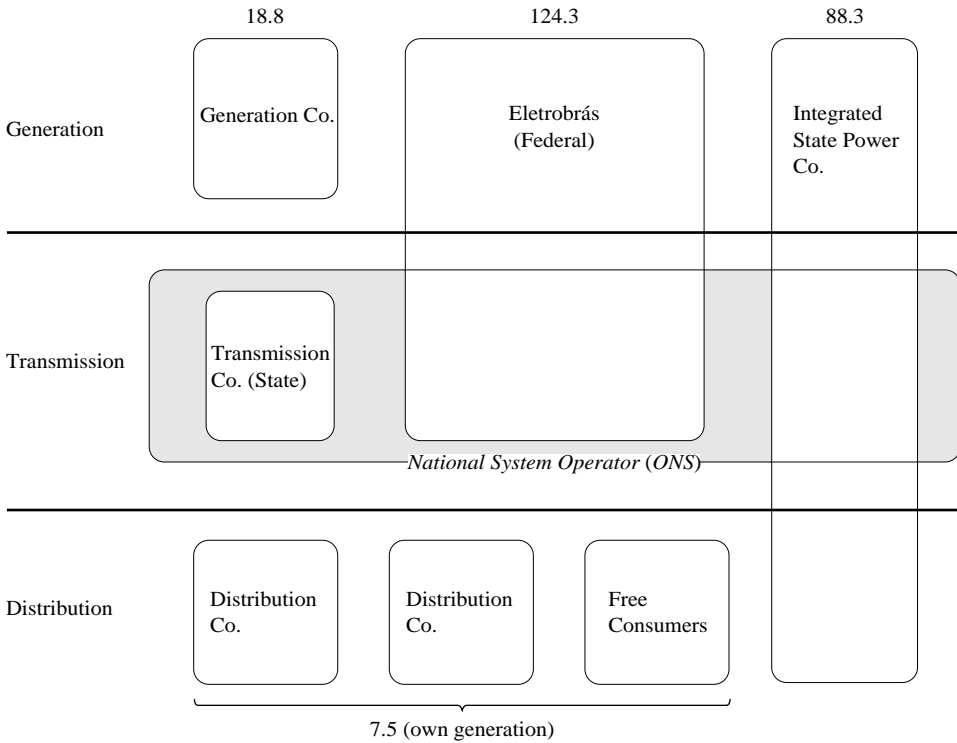 18.8
124.3
88.3
Generation
Generation Co.
Eletrobrás
(Federal)
Integrated
State Power
Co.
Transmission
Transmission
Co. (State)
National System Operator (ONS)
Distribution
Distribution
Co.
Distribution
Co.
Free
Consumers
7.5 (own generation)